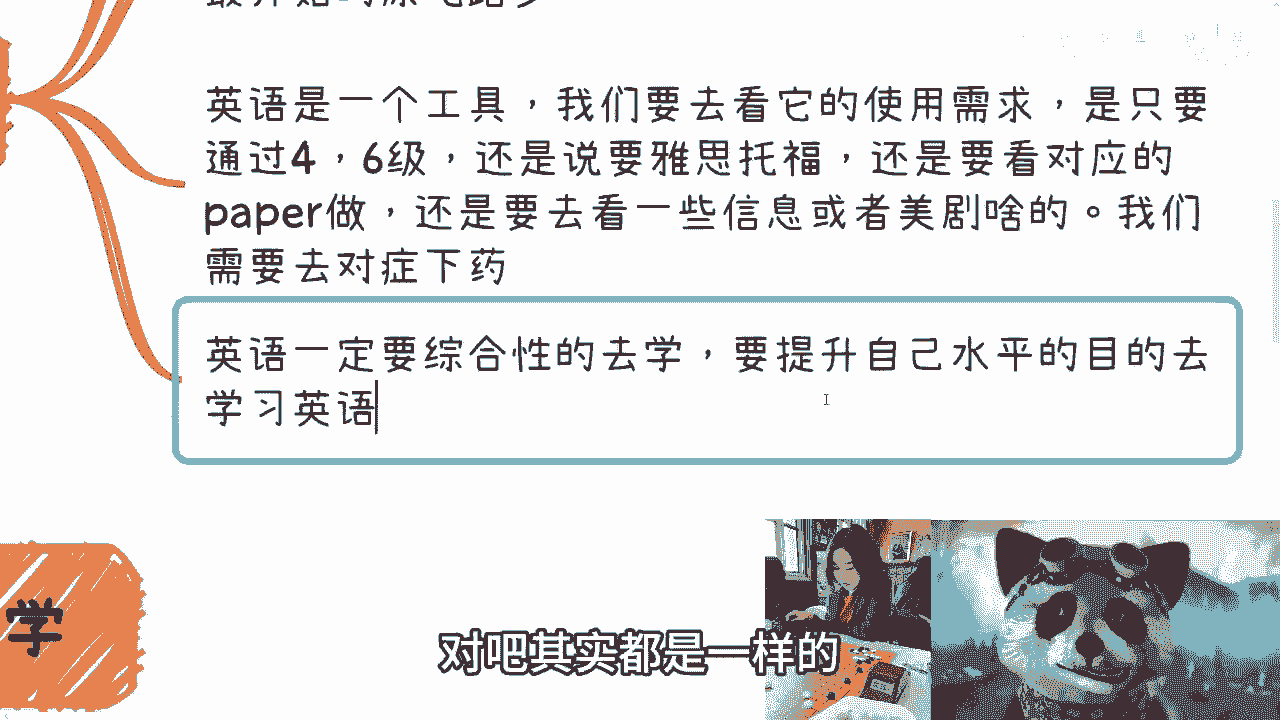 英语是一个工具，我们要去看它的使用需求，是只要
通过4，6级，还是说要雅思托福，还是要看对应的
paper做，还是要去看一些信息或者美剧啥的。我们
需要去对症下药
英语一定要综合性的去学，要提升自己水平的目的去
学习英语
学
对吧其实都是一样的